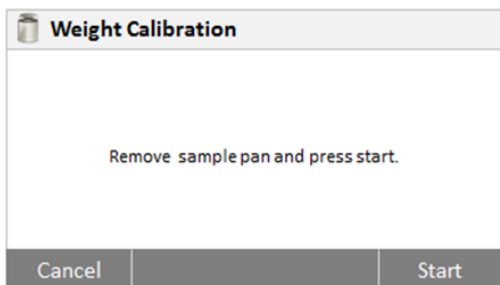 Weight Calibration
Remove sample pan and press start.
Cancel
Start